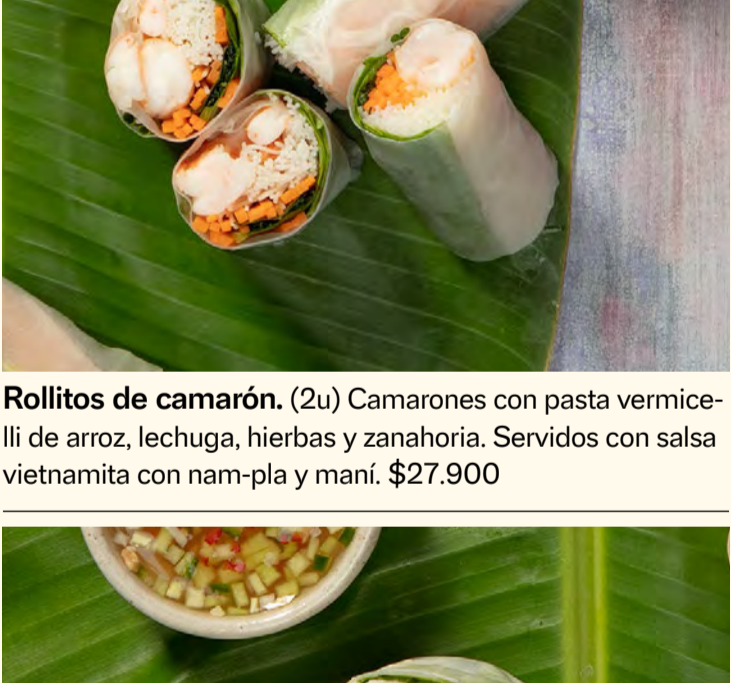 Rollitos de camarón. (2u) Camarones con pasta vermice-
lli de arroz, lechuga, hierbas y zanahoria. Servidos con salsa
vietnamita con nam-pla y maní. $27.900